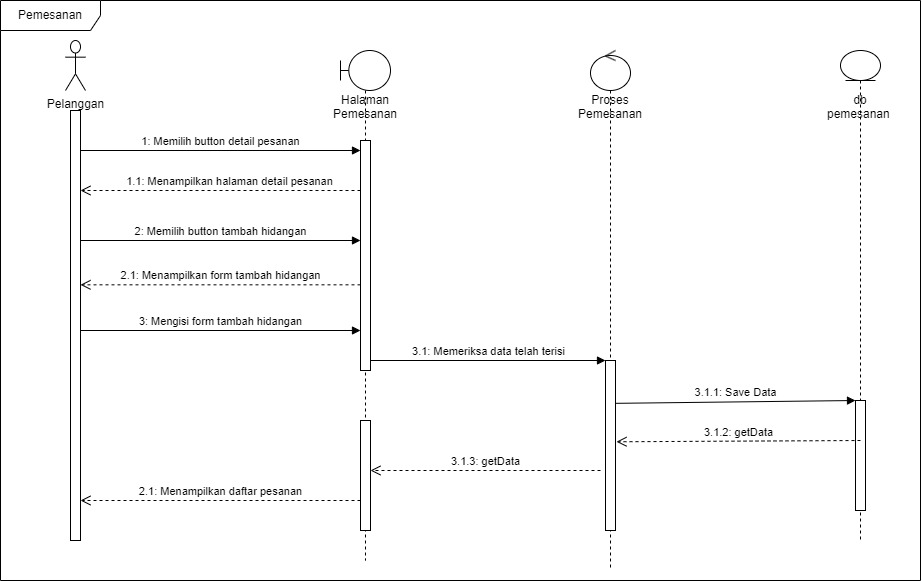 Pemesanan
Pelanggan
Halaman
Pemesanan
Proses
Pemesanan
db
pemesanan
1: Memilih button detail pesanan
1.1: Menampilkan halaman detail pesanan
2: Memilih button tambah hidangan
2.1: Menampilkan form tambah hidangan
3: Mengisi form tambah hidangan
3.1: Memeriksa data telah terisi
3.1.1: Save Data
3.1.2: getData
3.1.3: getData
2.1: Menampilkan daftar pesanan